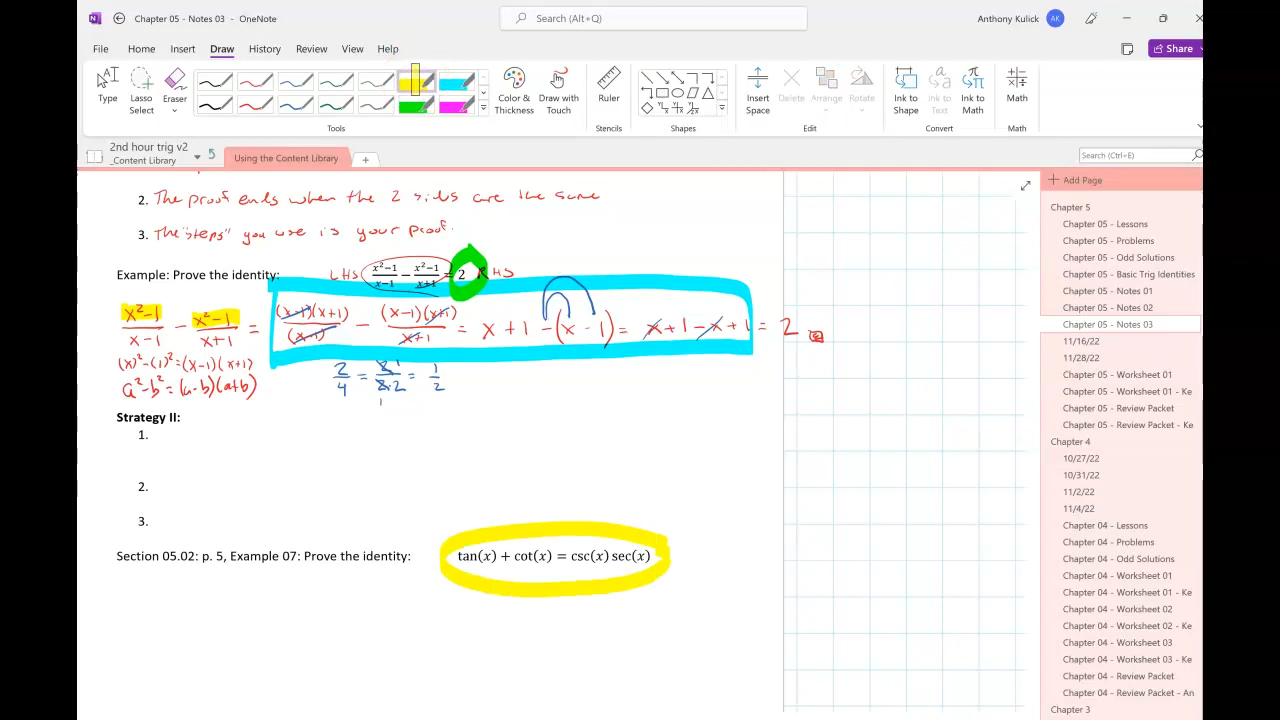 Chapter 05 - Notes 03 - OneNote
Search (Alt+Q)
Anthony Kulick AK
File Home Insert Draw History Review View Help
Share
Type
Lasso Select
Eraser
Color & Thickness
Draw with Touch
Ruler
Insert Space
Delete
Arrange
Rotate
Ink to Shape
Ink to Text
Ink to Math
Math
Tools Stencils Shapes Edit Convert Math
2nd hour trig v2
_Content Library
Using the Content Library
Search (Ctrl+E)
Add Page
2. The proof ends when the 2 sides are the same
3. The "steps" you use is your proof.
Example: Prove the identity: LHS (x²−1)/(x−1) − (x²−1)/(x+1) = 2 RHS
(x²−1)/(x−1) − (x²−1)/(x+1) = (x−1)(x+1)/(x−1) − (x−1)(x+1)/(x+1) = x+1 −(x−1) = x+1−x+1 = 2
(x)²−(1)²=(x−1)(x+1)
a²−b²=(a−b)(a+b)
2/4 = 2·1/2·2 = 1/2
Strategy II:
1.
2.
3.
Section 05.02: p. 5, Example 07: Prove the identity: tan(x) + cot(x) = csc(x) sec(x)
Chapter 5
Chapter 05 - Lessons
Chapter 05 - Problems
Chapter 05 - Odd Solutions
Chapter 05 - Basic Trig Identities
Chapter 05 - Notes 01
Chapter 05 - Notes 02
Chapter 05 - Notes 03
11/16/22
11/28/22
Chapter 05 - Worksheet 01
Chapter 05 - Worksheet 01 - Ke
Chapter 05 - Review Packet
Chapter 05 - Review Packet - Ke
Chapter 4
10/27/22
10/31/22
11/2/22
11/4/22
Chapter 04 - Lessons
Chapter 04 - Problems
Chapter 04 - Odd Solutions
Chapter 04 - Worksheet 01
Chapter 04 - Worksheet 01 - Ke
Chapter 04 - Worksheet 02
Chapter 04 - Worksheet 02 - Ke
Chapter 04 - Worksheet 03
Chapter 04 - Worksheet 03 - Ke
Chapter 04 - Review Packet
Chapter 04 - Review Packet - An
Chapter 3